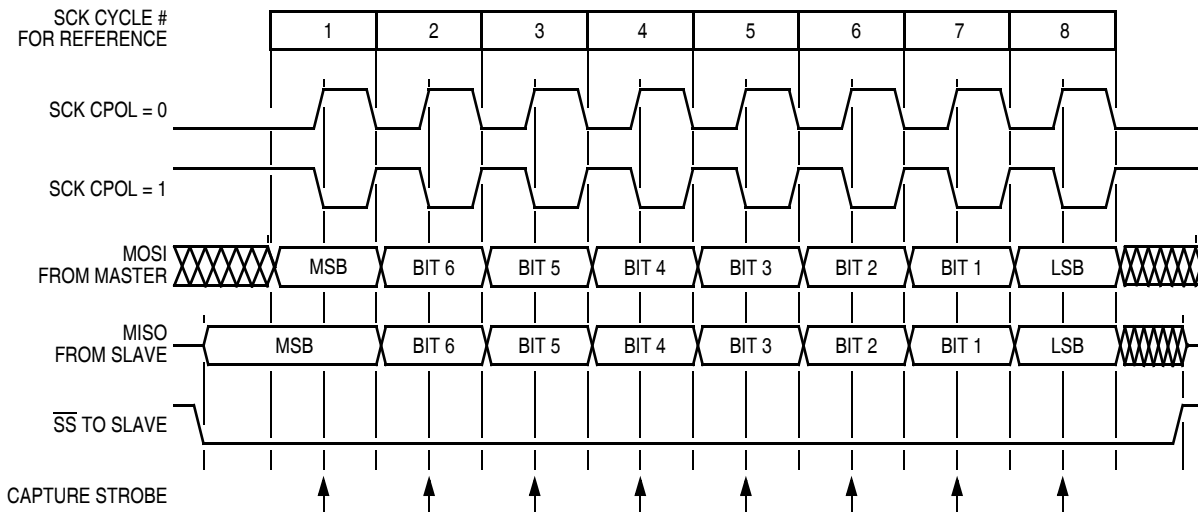 SCK CYCLE #
FOR REFERENCE
1 2 3 4 5 6 7 8
SCK CPOL = 0
SCK CPOL = 1
MOSI
FROM MASTER
MSB BIT 6 BIT 5 BIT 4 BIT 3 BIT 2 BIT 1 LSB
MISO
FROM SLAVE
MSB BIT 6 BIT 5 BIT 4 BIT 3 BIT 2 BIT 1 LSB
SS TO SLAVE
CAPTURE STROBE